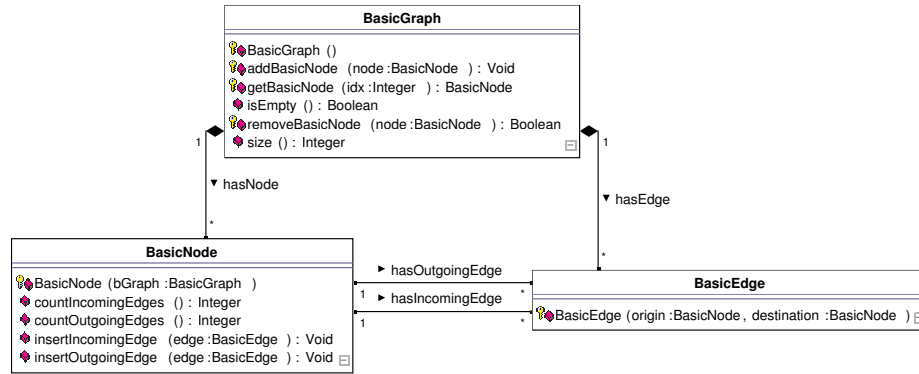 BasicGraph
BasicGraph ()
addBasicNode (node :BasicNode ) : Void
getBasicNode (idx :Integer ) : BasicNode
isEmpty () : Boolean
removeBasicNode (node :BasicNode ) : Boolean
size () : Integer
1
1
hasNode
hasEdge
*
*
BasicNode
BasicNode (bGraph :BasicGraph )
countIncomingEdges () : Integer
countOutgoingEdges () : Integer
insertIncomingEdge (edge :BasicEdge ) : Void
insertOutgoingEdge (edge :BasicEdge ) : Void
hasOutgoingEdge
1 *
hasIncomingEdge
1 *
BasicEdge
BasicEdge (origin :BasicNode , destination :BasicNode )